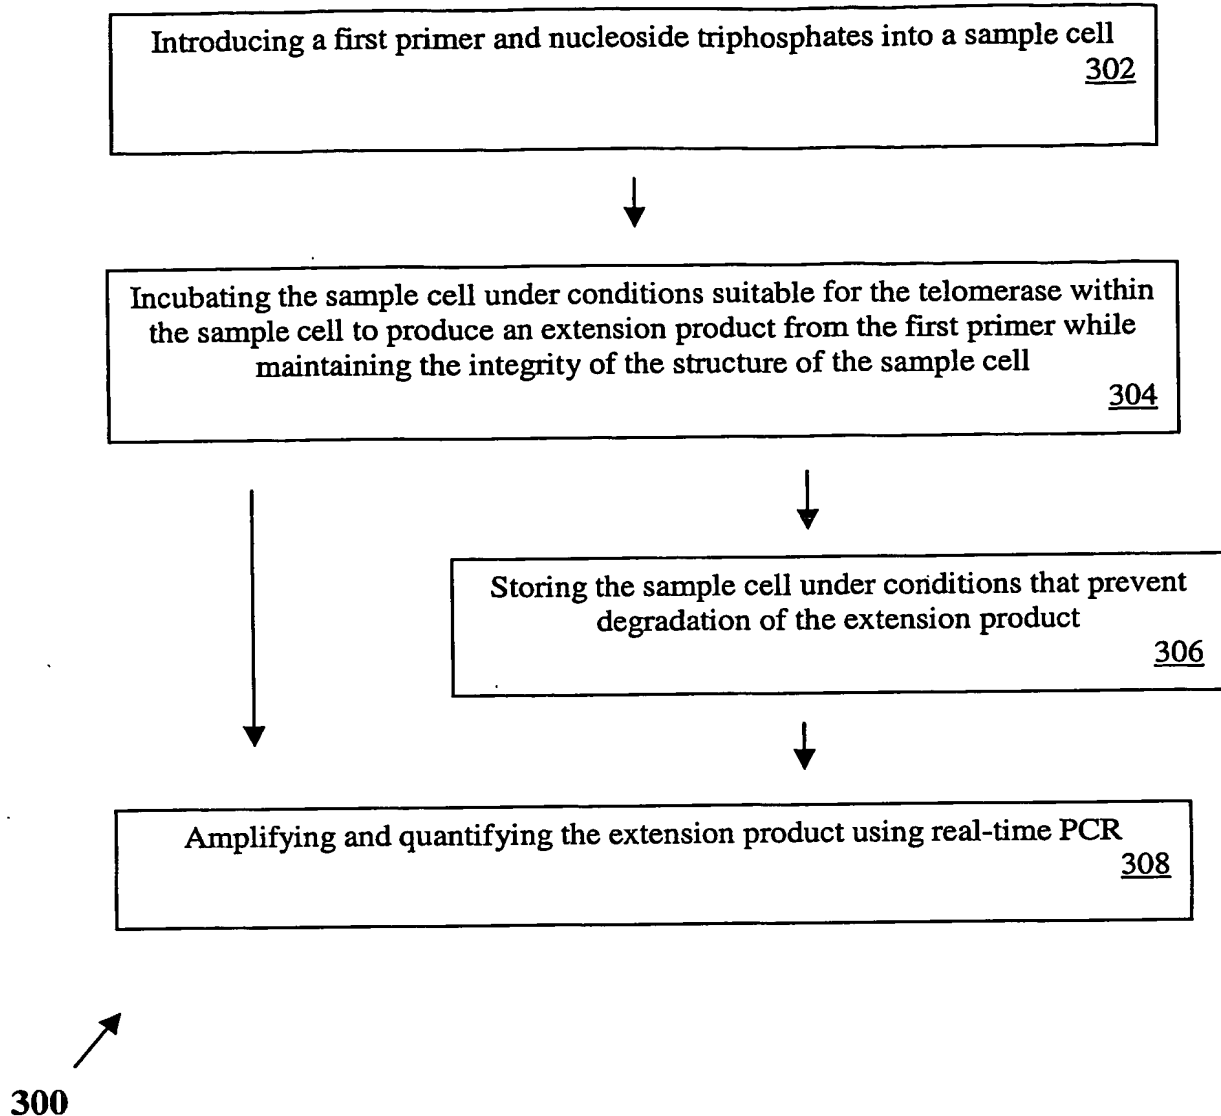 Introducing a first primer and nucleoside triphosphates into a sample cell
302
Incubating the sample cell under conditions suitable for the telomerase within
the sample cell to produce an extension product from the first primer while
maintaining the integrity of the structure of the sample cell
304
Storing the sample cell under conditions that prevent
degradation of the extension product
306
Amplifying and quantifying the extension product using real-time PCR
308
300